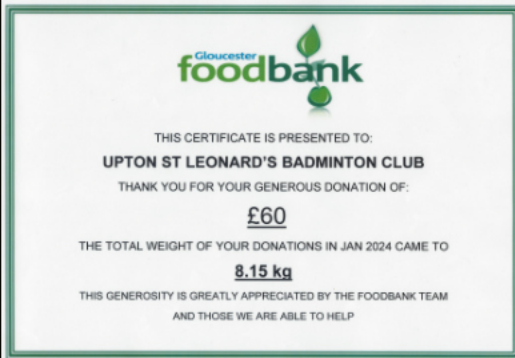 Gloucester
foodbank
THIS CERTIFICATE IS PRESENTED TO:
UPTON ST LEONARD'S BADMINTON CLUB
THANK YOU FOR YOUR GENEROUS DONATION OF:
£60
THE TOTAL WEIGHT OF YOUR DONATIONS IN JAN 2024 CAME TO
8.15 kg
THIS GENEROSITY IS GREATLY APPRECIATED BY THE FOODBANK TEAM
AND THOSE WE ARE ABLE TO HELP